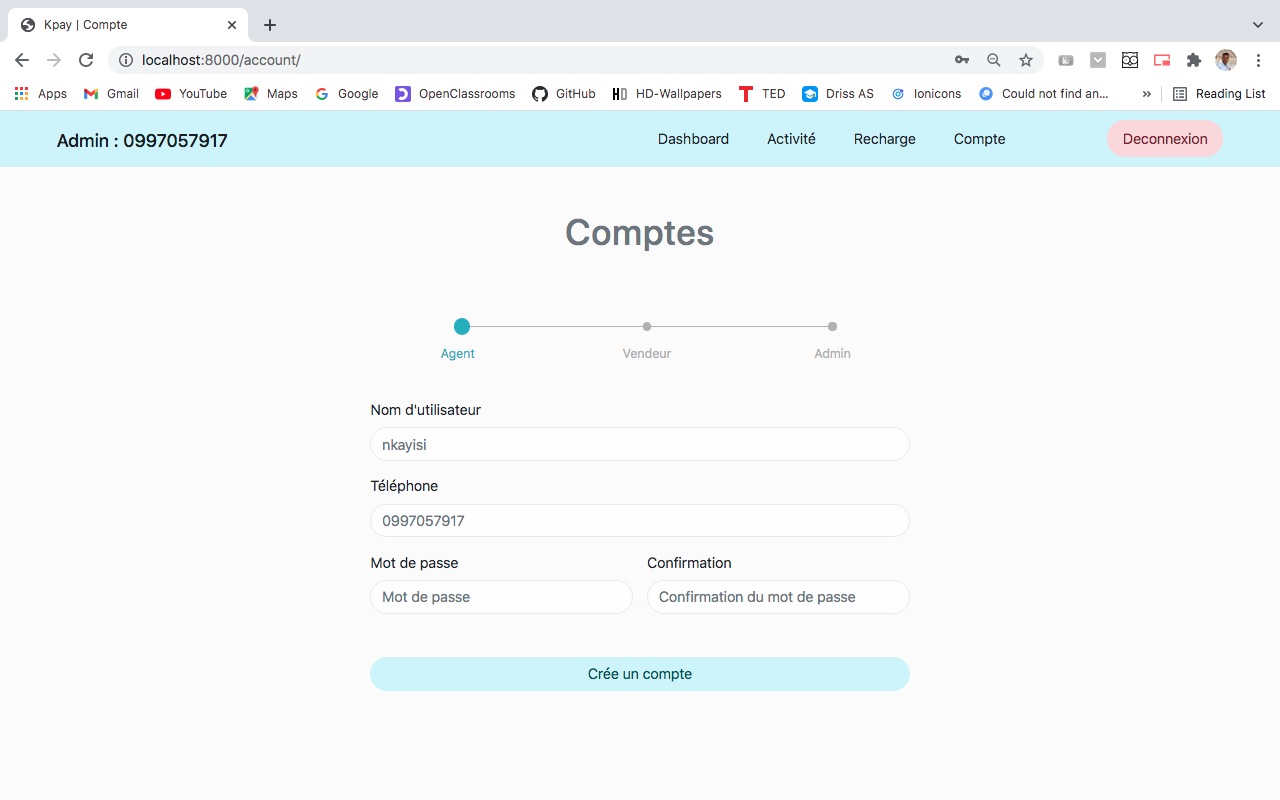 Kpay | Compte
localhost:8000/account/
Apps Gmail YouTube Maps Google OpenClassrooms GitHub HD-Wallpapers TED Driss AS Ionicons Could not find an... » Reading List
Admin : 0997057917 Dashboard Activité Recharge Compte Deconnexion
Comptes
Agent Vendeur Admin
Nom d'utilisateur
nkayisi
Téléphone
0997057917
Mot de passe Confirmation
Mot de passe Confirmation du mot de passe
Crée un compte